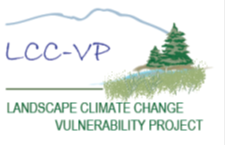 LCC-VP
LANDSCAPE CLIMATE CHANGE
VULNERABILITY PROJECT